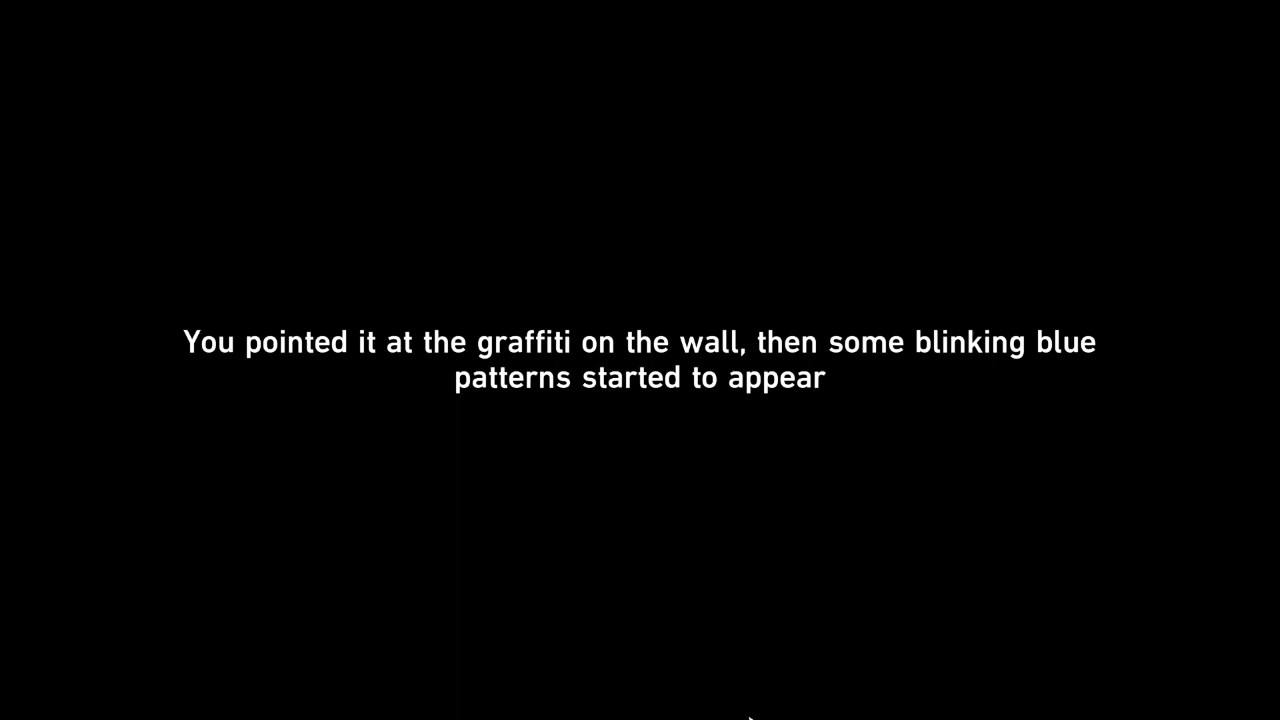 You pointed it at the graffiti on the wall, then some blinking blue
patterns started to appear